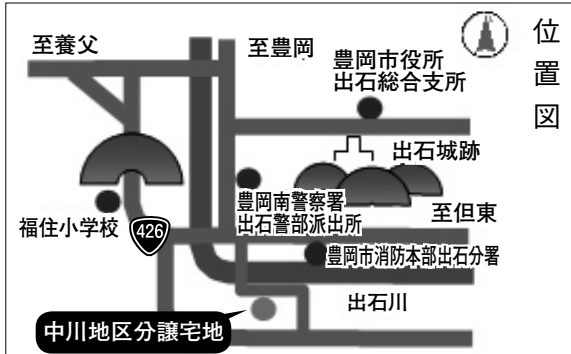 位置図
至養父
至豊岡
豊岡市役所
出石総合支所
出石城跡
豊岡南警察署
出石警部派出所
至但東
福住小学校
426
豊岡市消防本部出石分署
出石川
中川地区分譲宅地